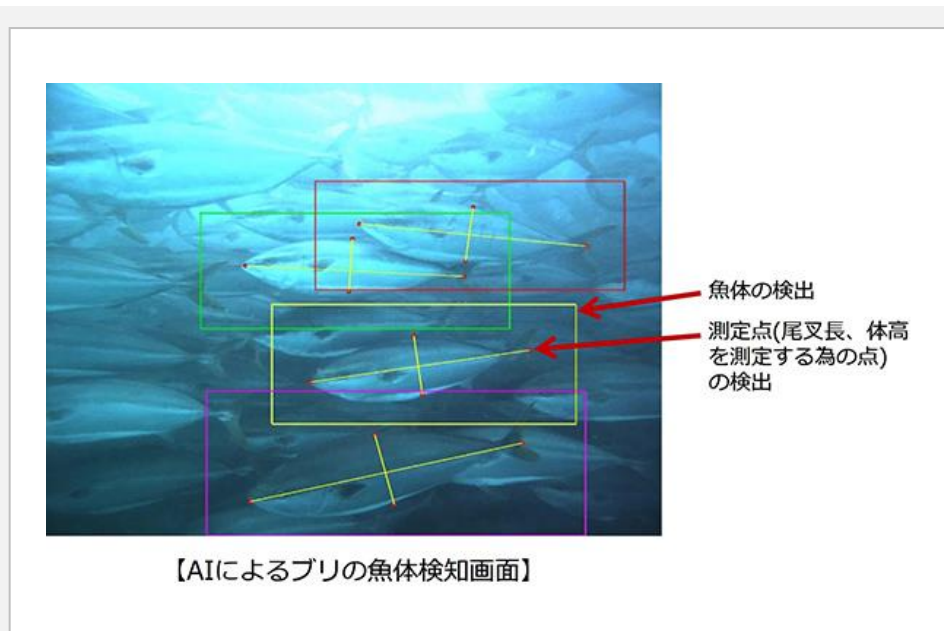 魚体の検出
測定点(尾叉長、体高
を測定する為の点)
の検出
【AIによるブリの魚体検知画面】